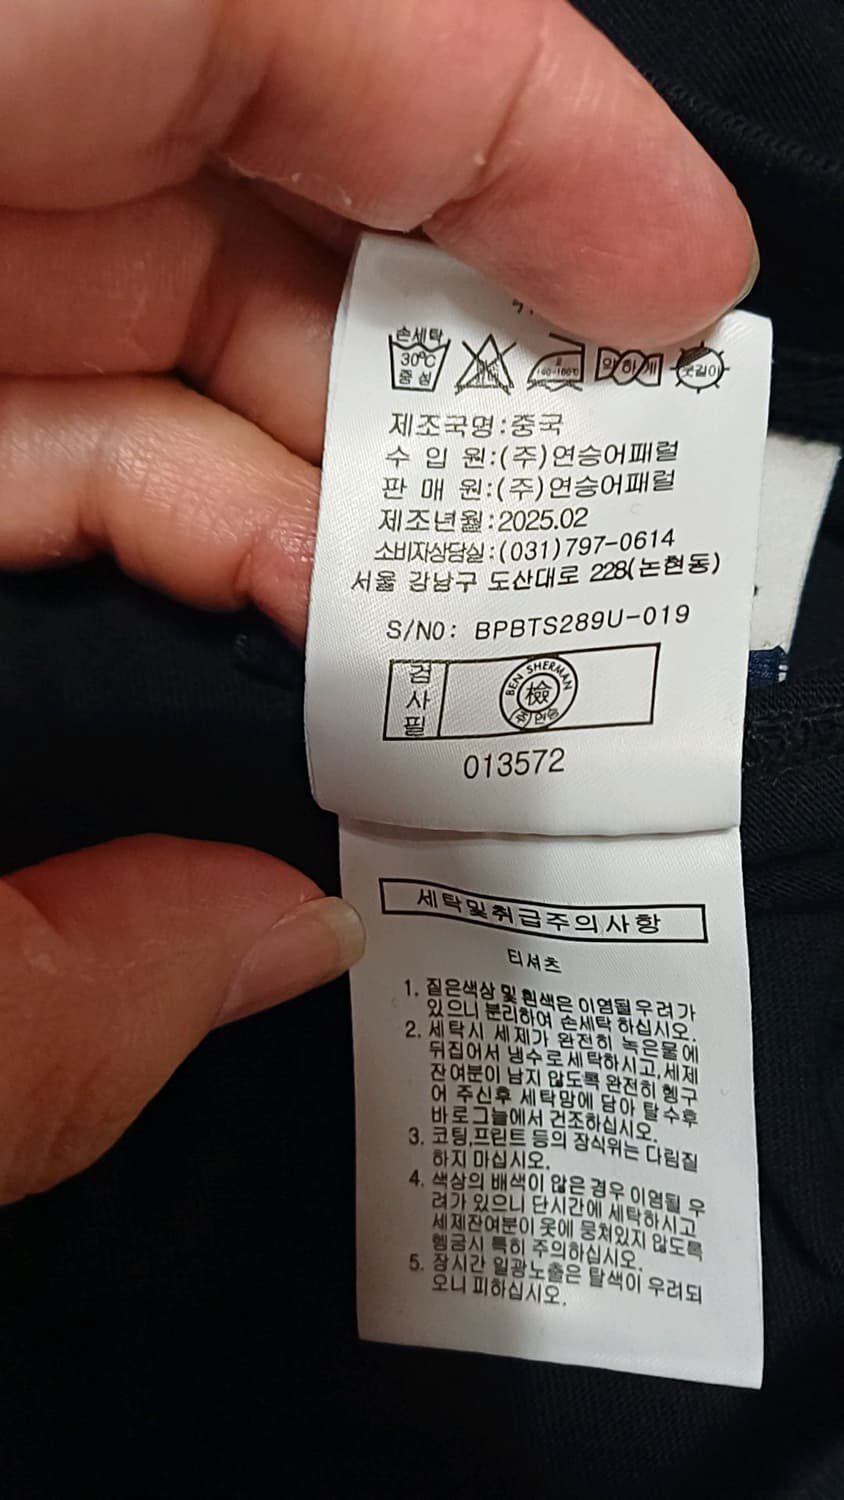 손세탁
30℃
중성
약하게
옷걸이
제조국명:중국
수 입 원:(주)연승어패럴
판 매 원:(주)연승어패럴
제조년월:2025.02
소비자상담실:(031)797-0614
서울 강남구 도산대로 228(논현동)
S/NO: BPBTS289U-019
검사필
BEN SHERMAN
檢
(주)연승
013572
세탁및취급주의사항
티셔츠
1. 짙은색상 및 흰색은 이염될우려가
있으니 분리하여 손세탁 하십시오.
2. 세탁시 세제가 완전히 녹은물에
뒤집어서 냉수로세탁하시고,세제
잔여분이 남지 않도록 완전히 헹구
어 주신후 세탁망에 담아 탈수후
바로그늘에서 건조하십시오.
3. 코팅,프린트 등의 장식위는 다림질
하지 마십시오.
4. 색상의 배색이 많은 경우 이염될 우
려가 있으니 단시간에 세탁하시고
세제잔여분이 옷에 뭉쳐있지 않도록
헹굼시 특히 주의하십시오.
5. 장시간 일광노출은 탈색이 우려되
오니 피하십시오.